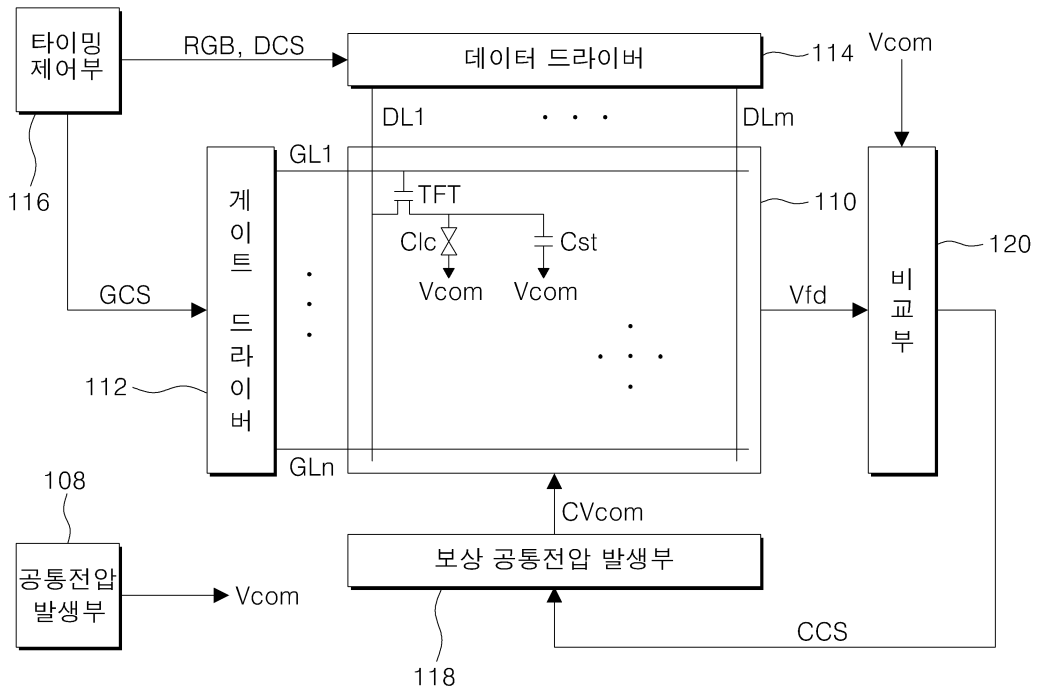 타이밍
제어부
RGB, DCS
데이터 드라이버
114
Vcom
DL1
DLm
116
GL1
게이트 드라이버
TFT
110
Clc
Cst
120
Vcom
Vcom
GCS
Vfd
비교부
112
GLn
108
CVcom
공통전압
발생부
Vcom
보상 공통전압 발생부
CCS
118